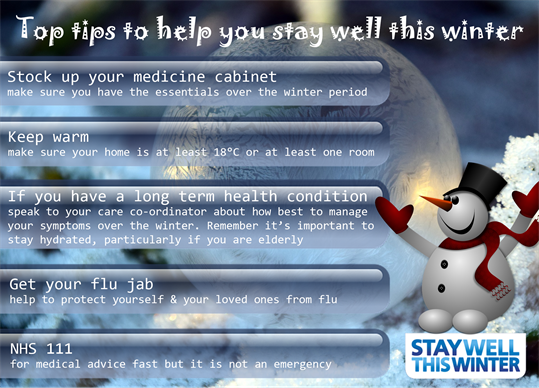 Top tips to help you stay well this winter
Stock up your medicine cabinet
make sure you have the essentials over the winter period
Keep warm
make sure your home is at least 18°C or at least one room
If you have a long term health condition
speak to your care co-ordinator about how best to manage
your symptoms over the winter. Remember it's important to
stay hydrated, particularly if you are elderly
Get your flu jab
help to protect yourself & your loved ones from flu
NHS 111
for medical advice fast but it is not an emergency
STAYWELL
THISWINTER